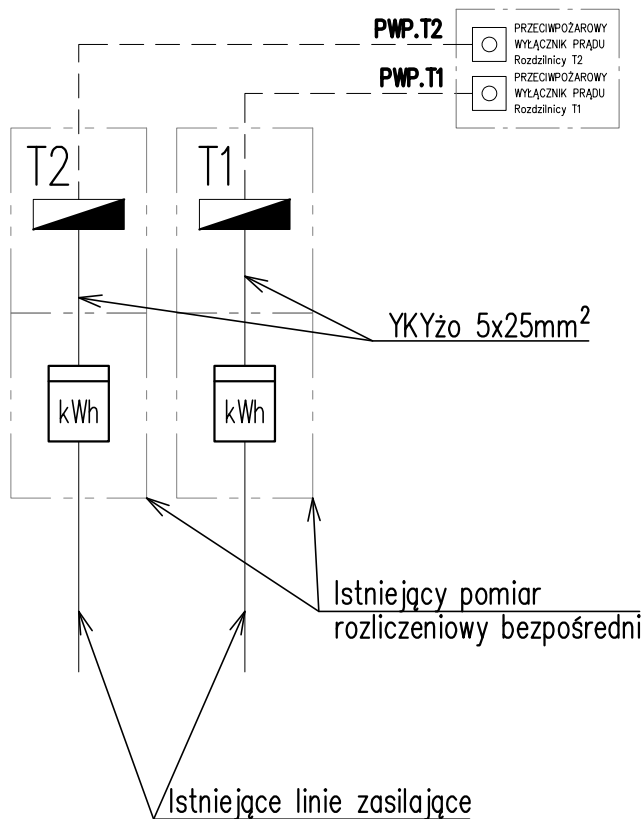 PWP.T2
PRZECIWPOŻAROWY
WYŁĄCZNIK PRĄDU
Rozdzilnicy T2
PWP.T1
PRZECIWPOŻAROWY
WYŁĄCZNIK PRĄDU
Rozdzilnicy T1
T2
T1
YKYżo 5x25mm²
kWh
kWh
Istniejący pomiar
rozliczeniowy bezpośredni
Istniejące linie zasilające